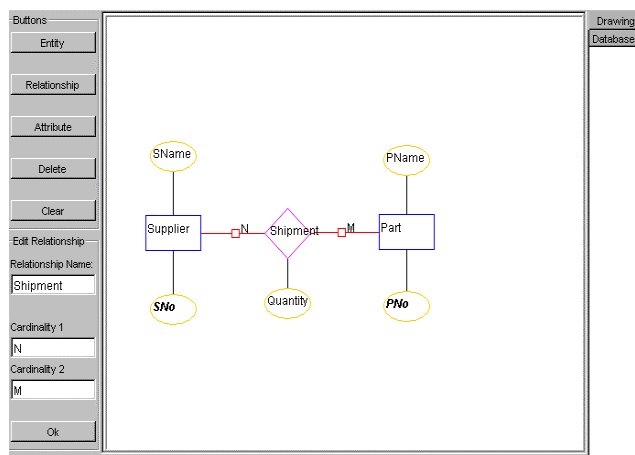 Buttons
Entity
Relationship
Attribute
Delete
Clear
Edit Relationship
Relationship Name:
Shipment
Cardinality 1
N
Cardinality 2
M
Ok
SName
PName
Supplier
N
Shipment
M
Part
SNo
Quantity
PNo
Drawing
Database